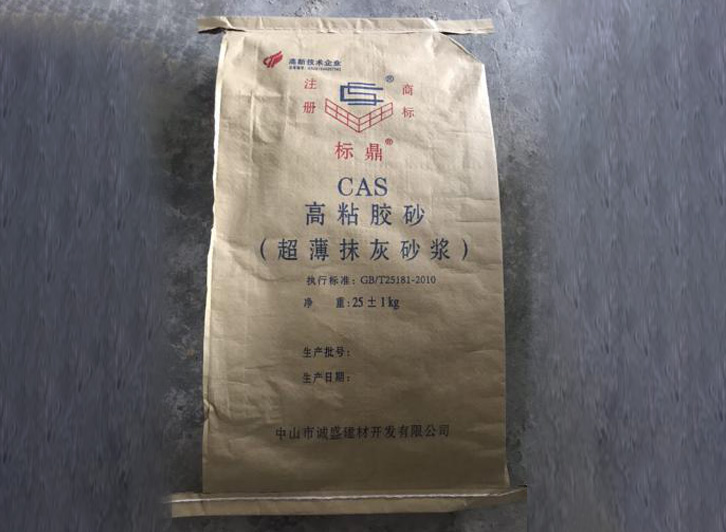 高新技术企业
注册 商标
标鼎®
CAS
高粘胶砂
（超薄抹灰砂浆）
执行标准：GB/T25181-2010
净 重：25±1kg
生产批号：
生产日期：
中山市诚盛建材开发有限公司